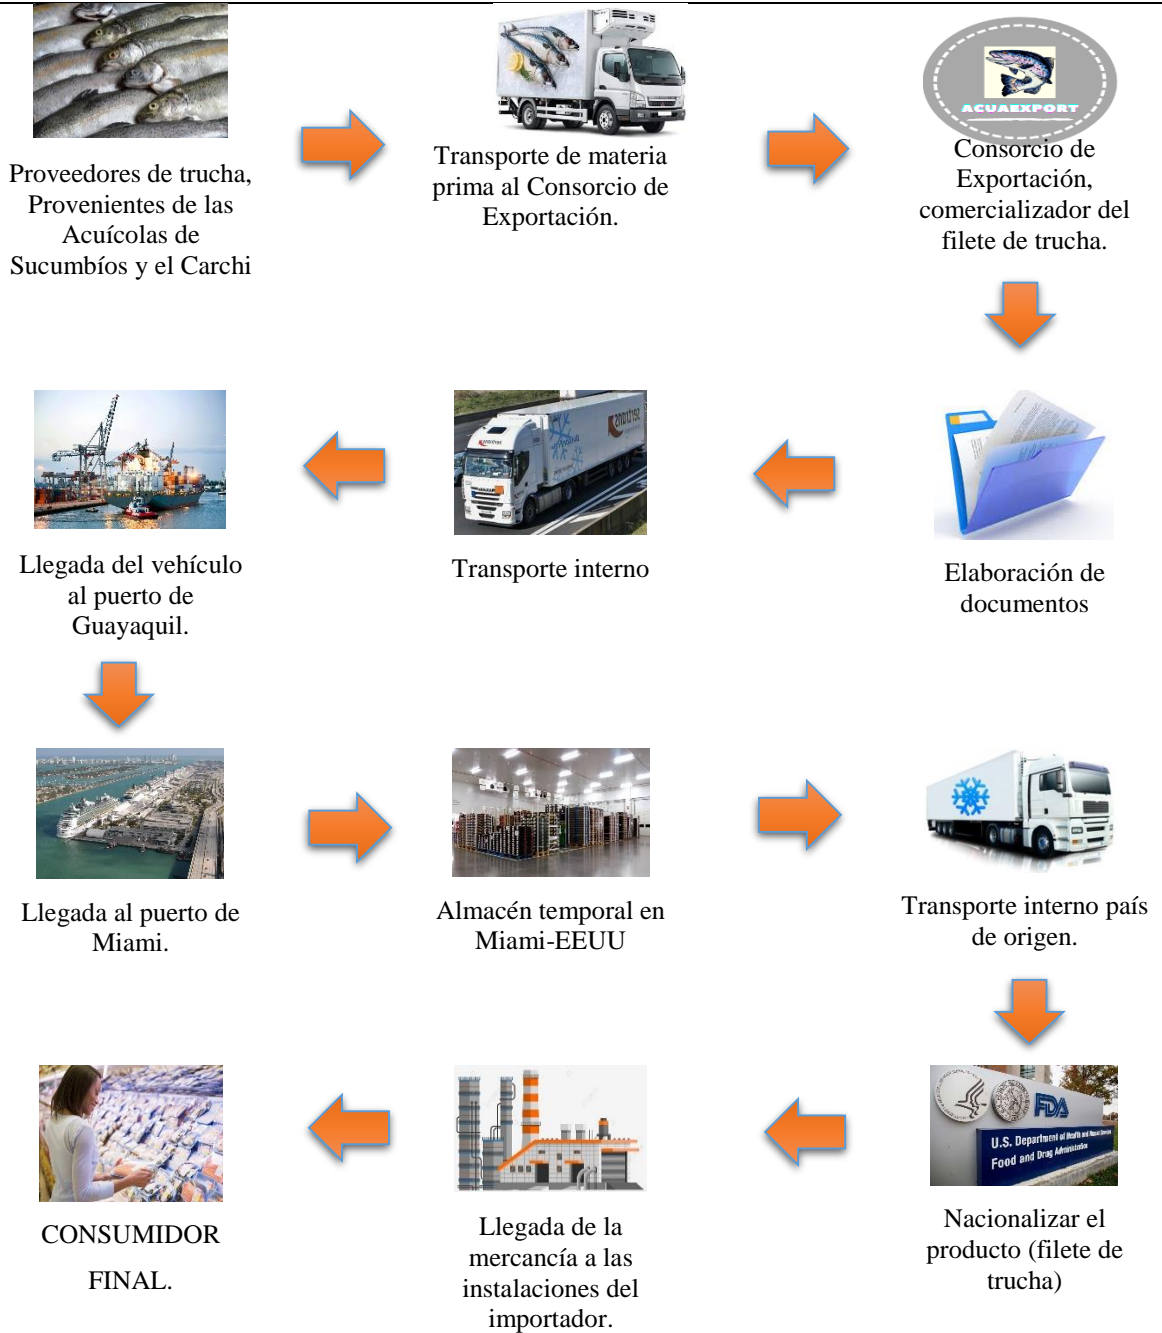 ACUAEXPORT
Proveedores de trucha,
Provenientes de las
Acuícolas de
Sucumbíos y el Carchi
Transporte de materia
prima al Consorcio de
Exportación.
Consorcio de
Exportación,
comercializador del
filete de trucha.
Llegada del vehículo
al puerto de
Guayaquil.
Transporte interno
Elaboración de
documentos
Llegada al puerto de
Miami.
Almacén temporal en
Miami-EEUU
Transporte interno país
de origen.
FDA
U.S. Department of Health and Human Services
Food and Drug Administration
CONSUMIDOR
FINAL.
Llegada de la
mercancía a las
instalaciones del
importador.
Nacionalizar el
producto (filete de
trucha)